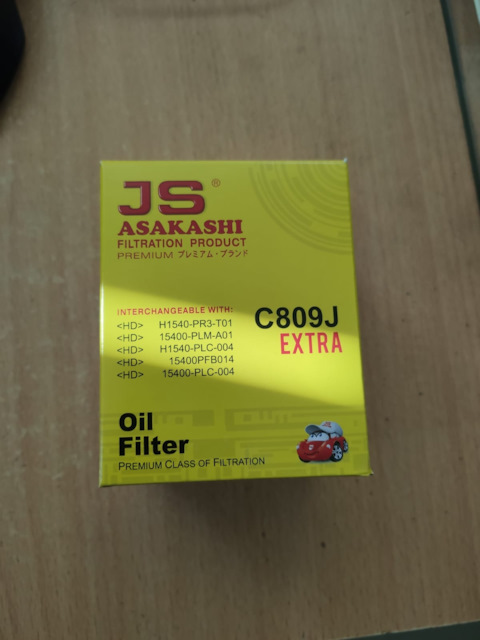 JS®
ASAKASHI
FILTRATION PRODUCT
PREMIUM プレミアム・ブランド
INTERCHANGEABLE WITH:
<HD> H1540-PR3-T01
<HD> 15400-PLM-A01
<HD> H1540-PLC-004
<HD> 15400PFB014
<HD> 15400-PLC-004
C809J
EXTRA
Oil
Filter
PREMIUM CLASS OF FILTRATION